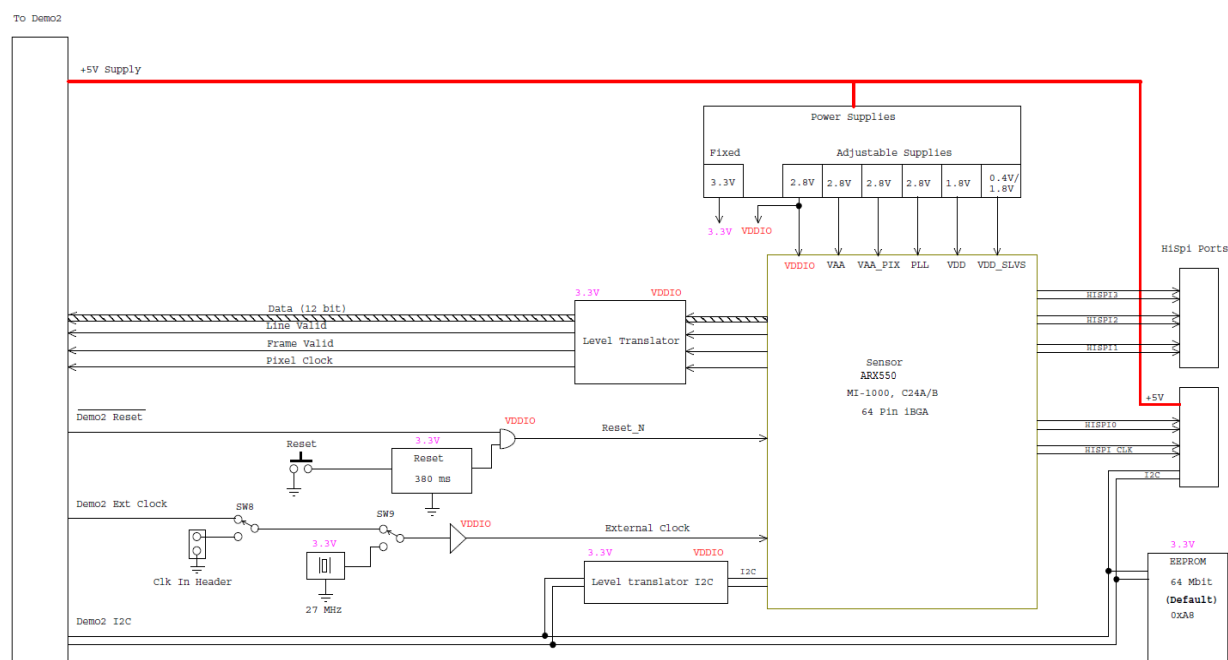 To Demo2
+5V Supply
Power Supplies
Fixed
Adjustable Supplies
3.3V
2.8V
2.8V
2.8V
2.8V
1.8V
0.4V/
1.8V
3.3V
VDDIO
VDDIO
VAA
VAA_PIX
PLL
VDD
VDD_SLVS
HiSpi Ports
3.3V
VDDIO
Data (12 bit)
Line Valid
Frame Valid
Pixel Clock
Level Translator
HISPI3
HISPI2
HISPI1
Sensor
ARX550
MI-1000, C24A/B
64 Pin iBGA
+5V
HISPI0
HISPI CLK
I2C
Demo2 Reset
VDDIO
Reset_N
Reset
3.3V
Reset
380 ms
Demo2 Ext Clock
SW8
SW9
VDDIO
External Clock
3.3V
Clk In Header
27 MHz
3.3V
VDDIO
Level translator I2C
I2C
3.3V
EEPROM
64 Mbit
(Default)
0xA8
Demo2 I2C